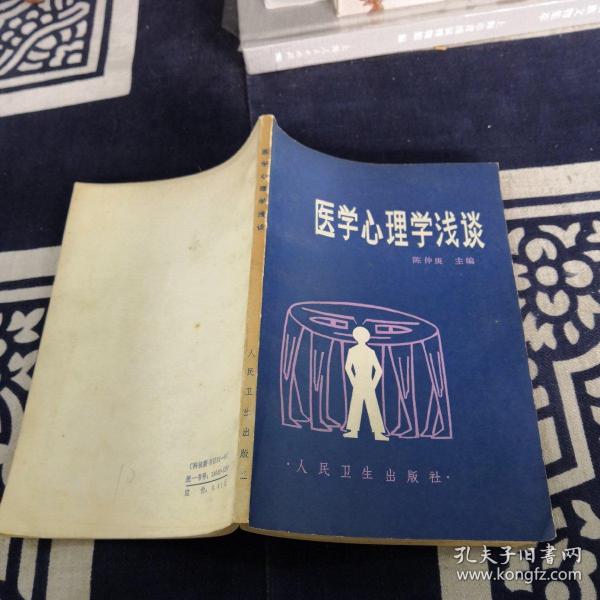 医学心理学浅谈
陈仲庚 主编
·人民卫生出版社·
医学心理学浅谈
人民卫生出版社
定价:
孔夫子旧书网
www.kongfz.com